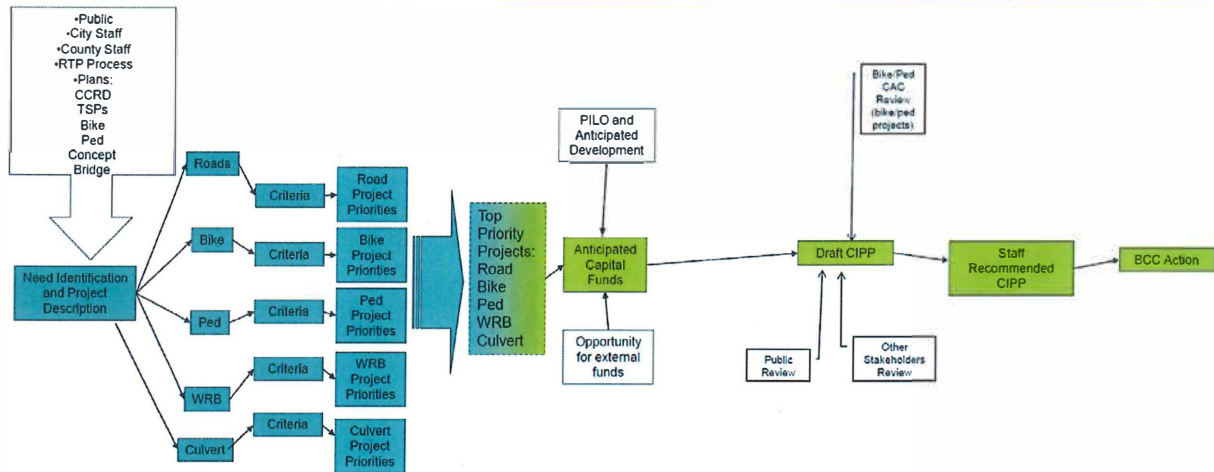 •Public
•City Staff
•County Staff
•RTP Process
•Plans:
CCRD
TSPs
Bike
Ped
Concept
Bridge
Need Identification
and Project
Description
Roads
Criteria
Road
Project
Priorities
Bike
Criteria
Bike
Project
Priorities
Ped
Criteria
Ped
Project
Priorities
WRB
Criteria
WRB
Project
Priorities
Culvert
Criteria
Culvert
Project
Priorities
Top
Priority
Projects:
Road
Bike
Ped
WRB
Culvert
PILO and
Anticipated
Development
Anticipated
Capital
Funds
Opportunity
for external
funds
Bike/Ped
CAC
Review
(bike/ped
projects)
Draft CIPP
Public
Review
Other
Stakeholders
Review
Staff
Recommended
CIPP
BCC Action